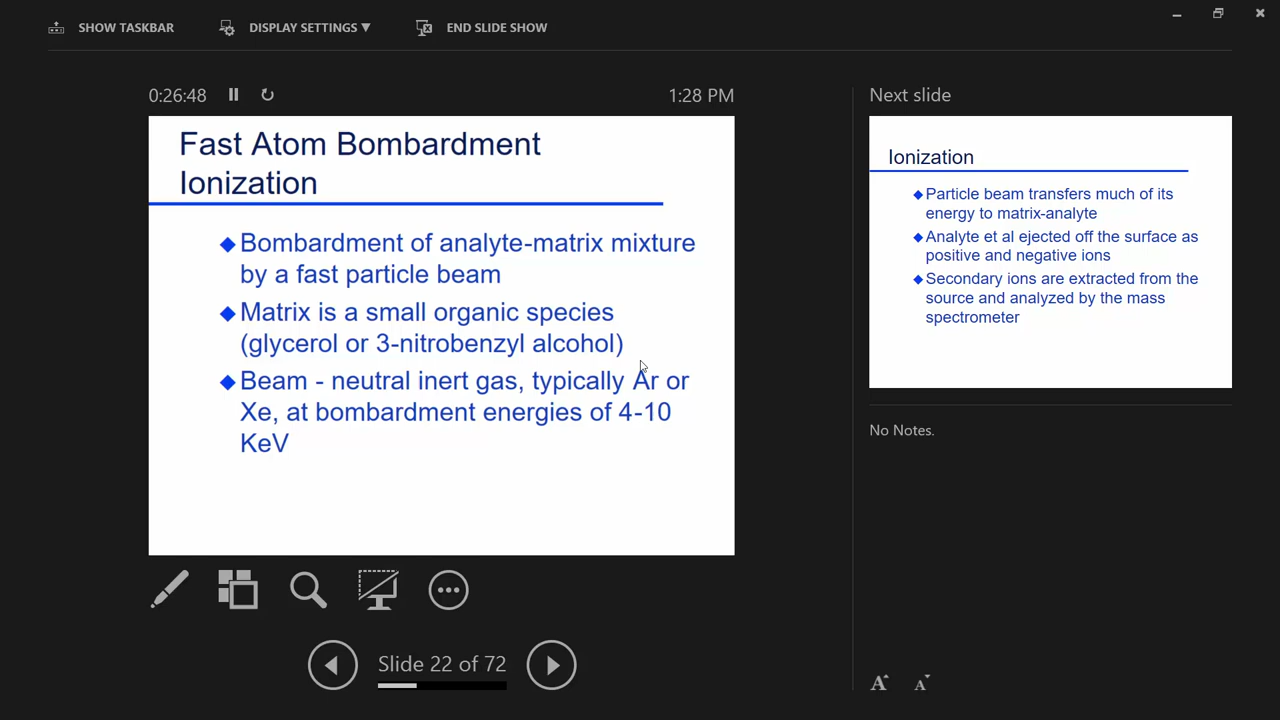 SHOW TASKBAR
DISPLAY SETTINGS ▼
END SLIDE SHOW
0:26:48
1:28 PM
Fast Atom Bombardment
Ionization
◆Bombardment of analyte-matrix mixture
by a fast particle beam
◆Matrix is a small organic species
(glycerol or 3-nitrobenzyl alcohol)
◆Beam - neutral inert gas, typically Ar or
Xe, at bombardment energies of 4-10
KeV
Slide 22 of 72
Next slide
Ionization
◆Particle beam transfers much of its
energy to matrix-analyte
◆Analyte et al ejected off the surface as
positive and negative ions
◆Secondary ions are extracted from the
source and analyzed by the mass
spectrometer
No Notes.
A A